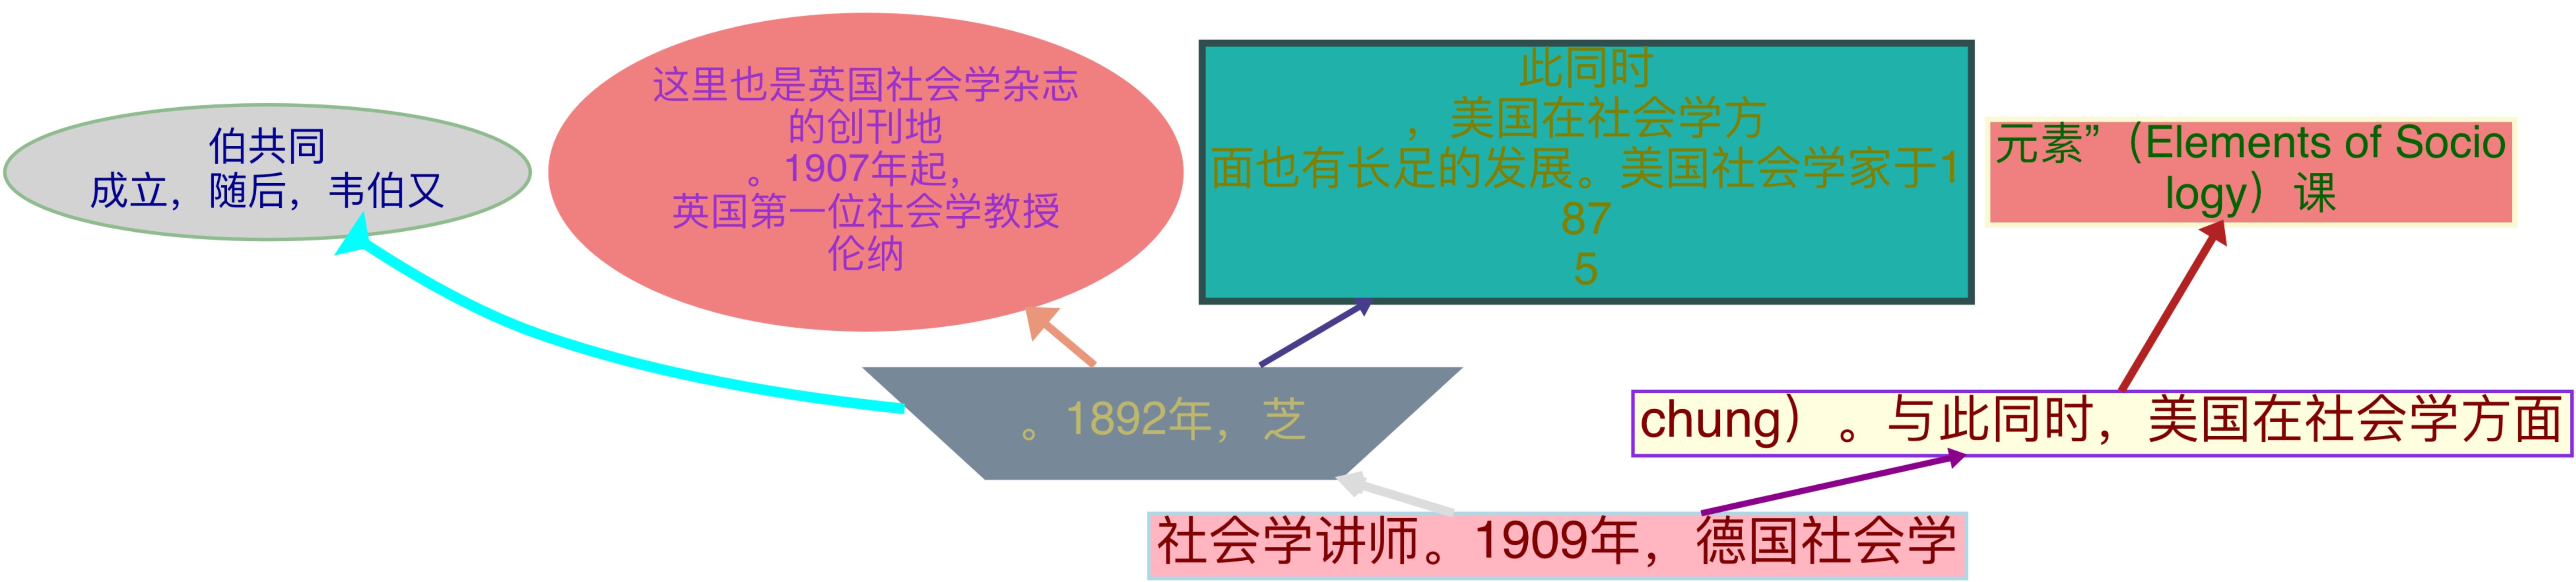 伯共同
成立，随后，韦伯又
这里也是英国社会学杂志
的创刊地
。1907年起，
英国第一位社会学教授
伦纳
此同时
，美国在社会学方
面也有长足的发展。美国社会学家于1
87
5
元素”（Elements of Socio
logy）课
。1892年，芝
chung）。与此同时，美国在社会学方面
社会学讲师。1909年，德国社会学